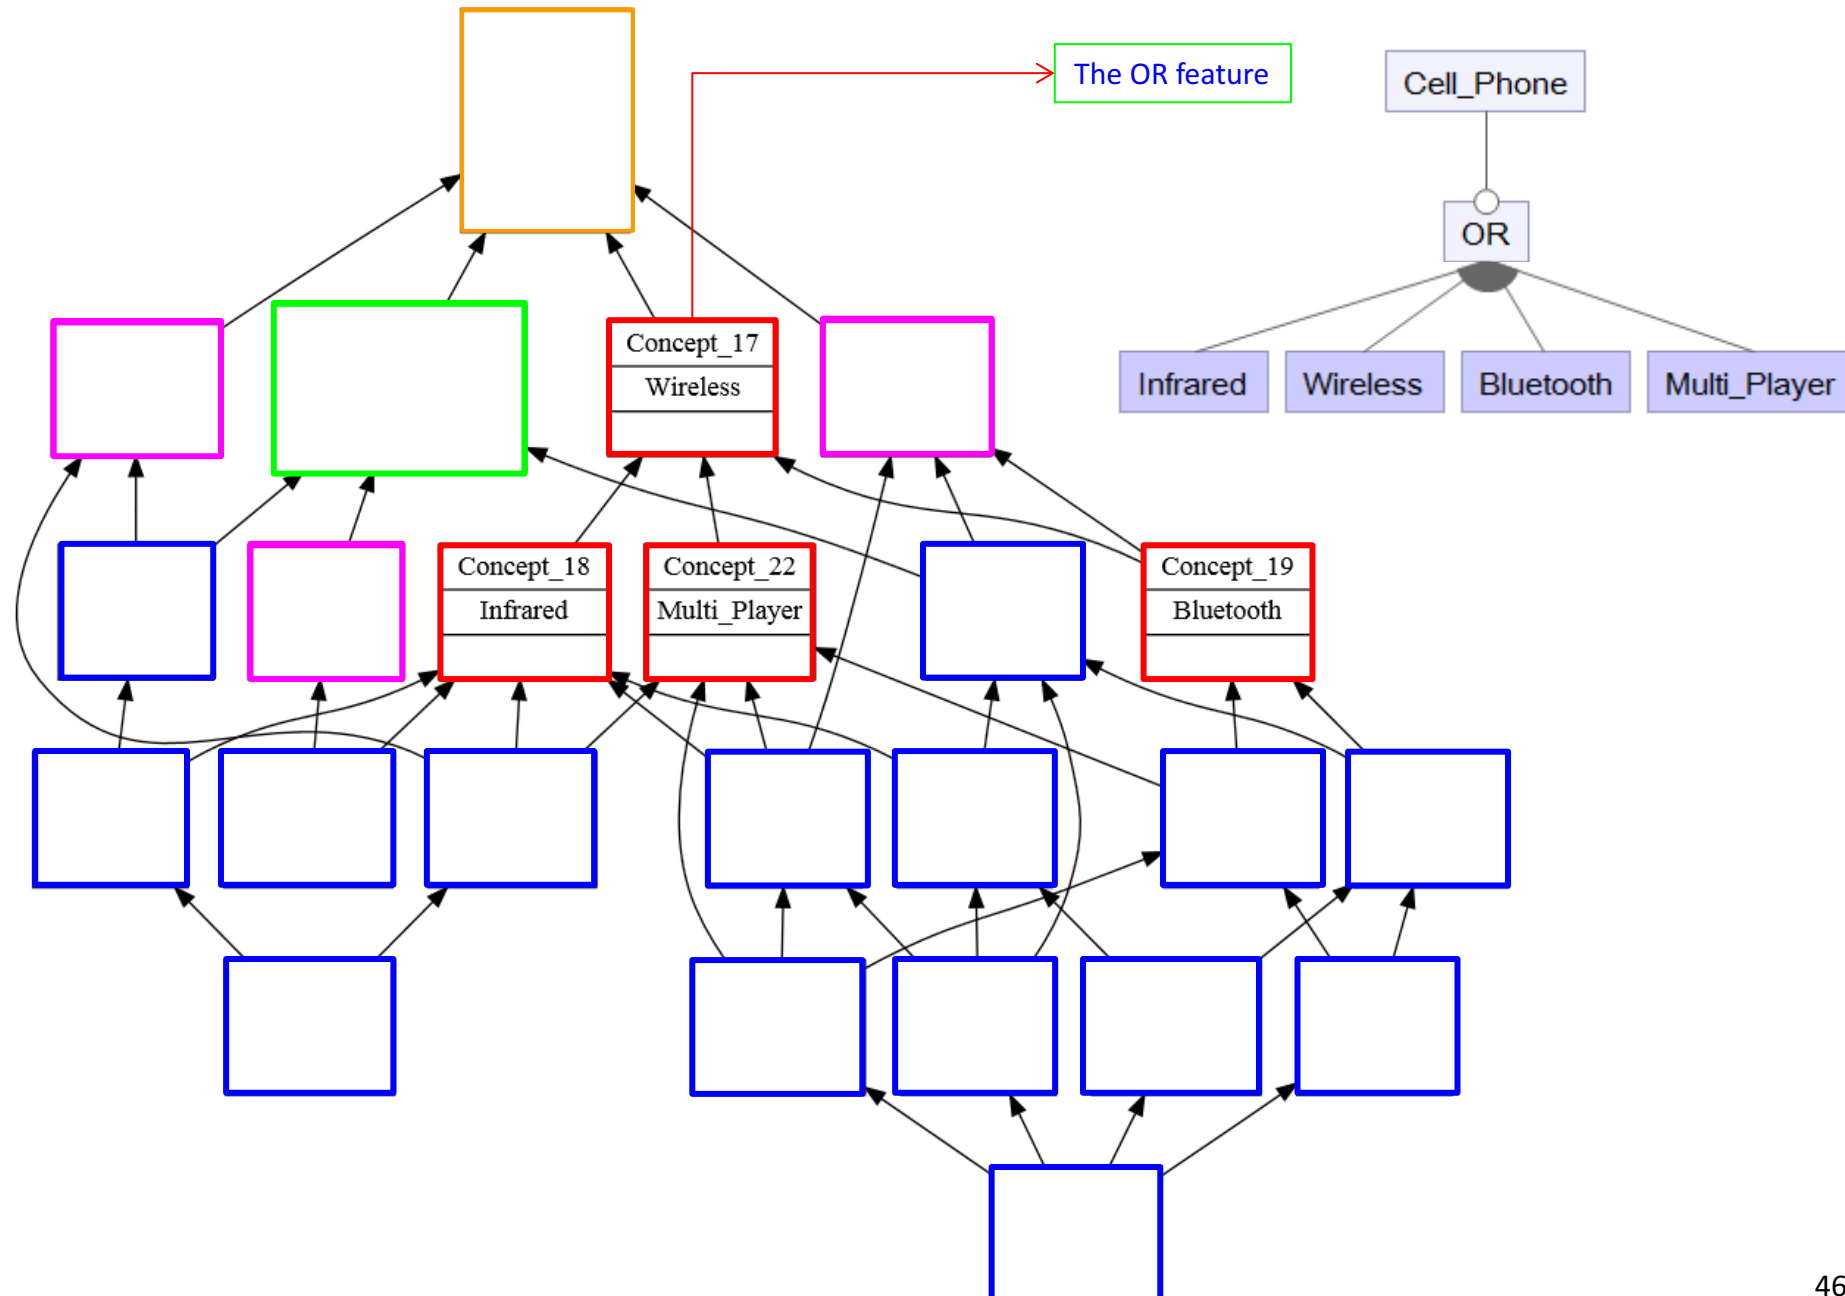 The OR feature
Cell_Phone
OR
Infrared
Wireless
Bluetooth
Multi_Player
Concept_17
Wireless
Concept_18
Infrared
Concept_22
Multi_Player
Concept_19
Bluetooth
46